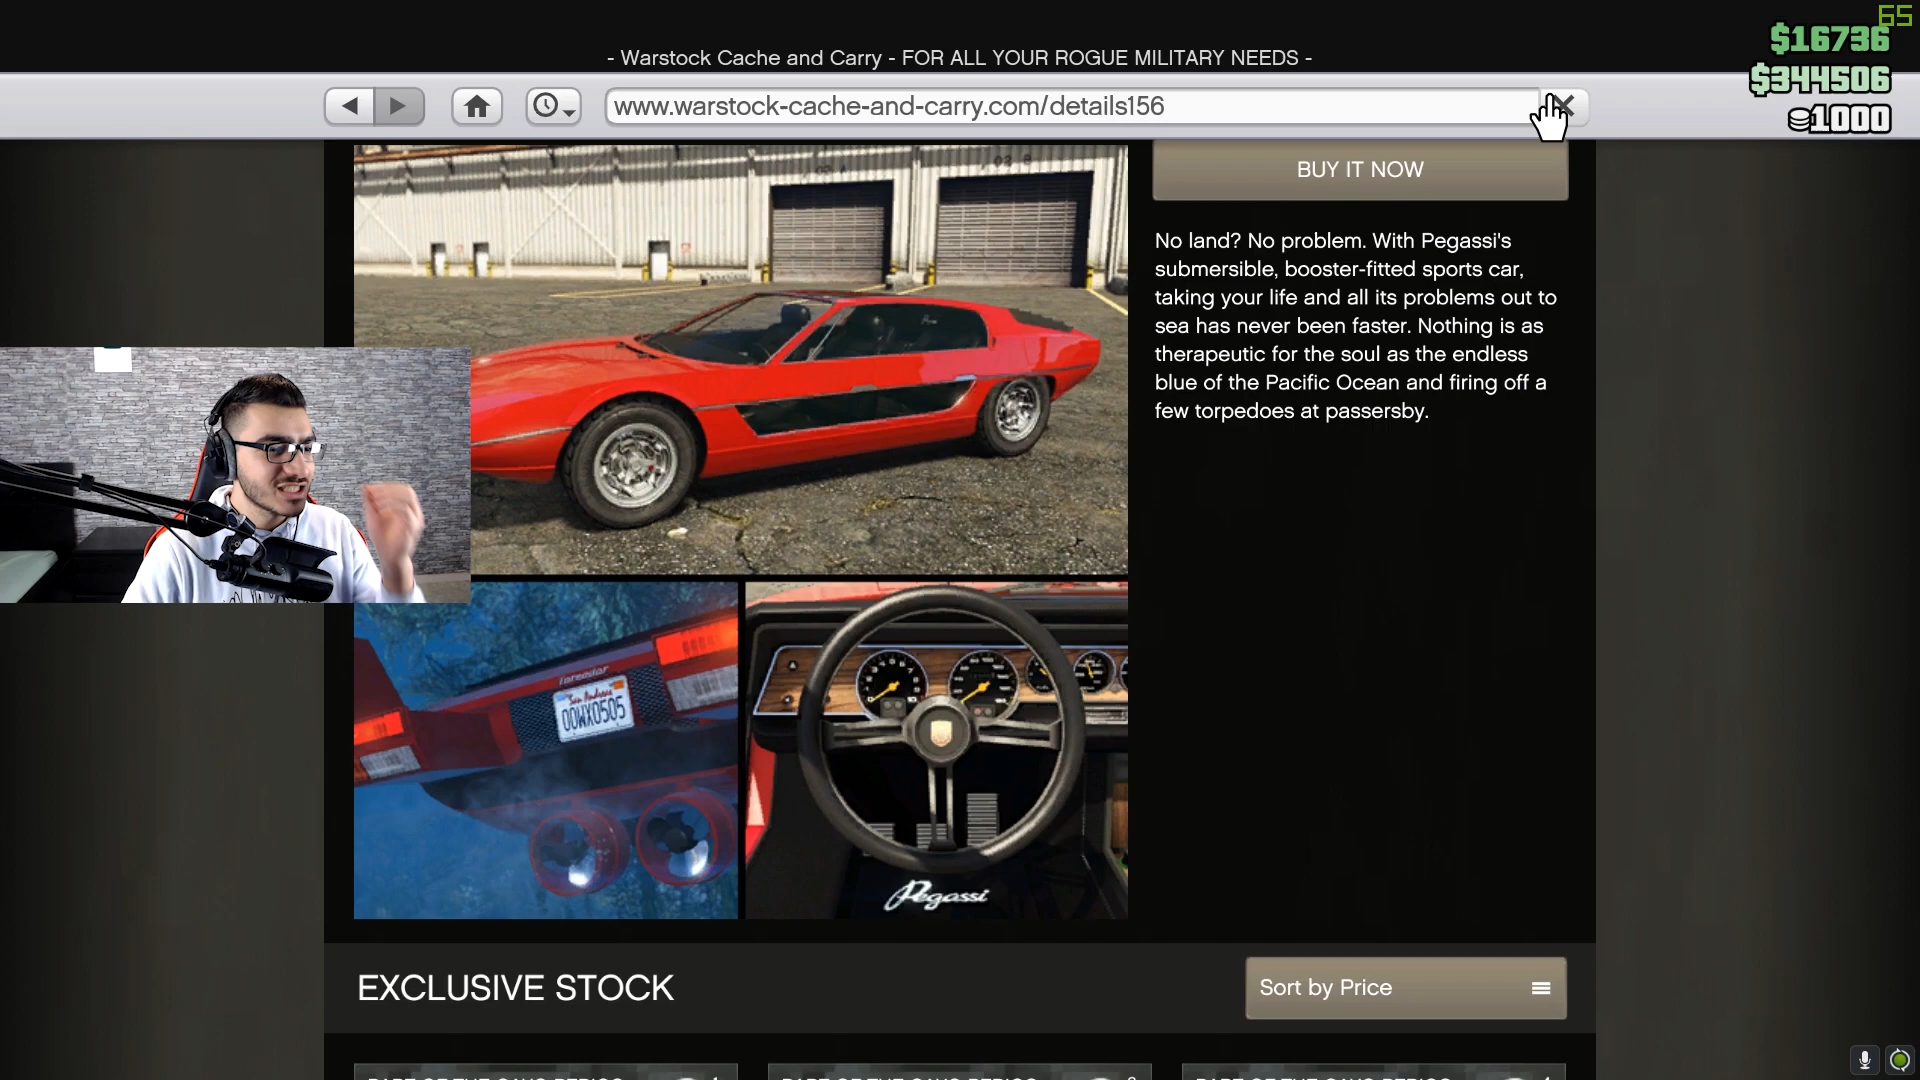 65
$16736
- Warstock Cache and Carry - FOR ALL YOUR ROGUE MILITARY NEEDS -
$344506
www.warstock-cache-and-carry.com/details156
1000
BUY IT NOW
No land? No problem. With Pegassi's
submersible, booster-fitted sports car,
taking your life and all its problems out to
sea has never been faster. Nothing is as
therapeutic for the soul as the endless
blue of the Pacific Ocean and firing off a
few torpedoes at passersby.
Toreador
San Andreas
00WX0505
Pegassi
EXCLUSIVE STOCK
Sort by Price